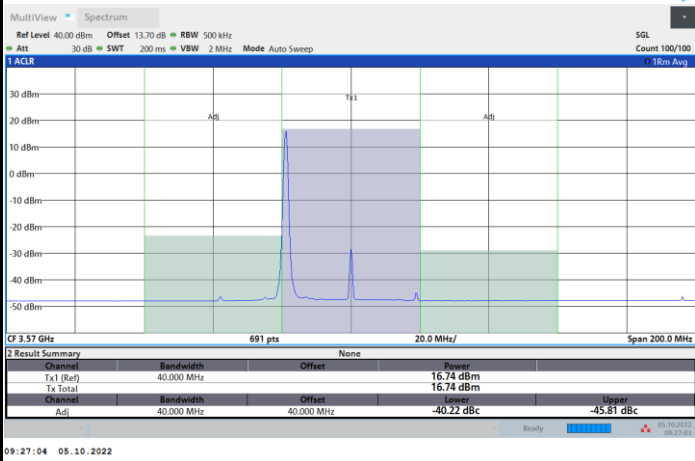 MultiView Spectrum
Ref Level 40.00 dBm Offset 13.70 dB RBW 500 kHz SGL
Att 30 dB SWT 200 ms VBW 2 MHz Mode Auto Sweep Count 100/100
1 ACLR 1Rm Avg
30 dBm
Tx1
20 dBm Adj Adj
10 dBm
0 dBm
-10 dBm
-20 dBm
-30 dBm
-40 dBm
-50 dBm
CF 3.57 GHz 691 pts 20.0 MHz/ Span 200.0 MHz
2 Result Summary None
Channel Bandwidth Offset Power
Tx1 (Ref) 40.000 MHz 16.74 dBm
Tx Total 16.74 dBm
Channel Bandwidth Offset Lower Upper
Adj 40.000 MHz 40.000 MHz -40.22 dBc -45.81 dBc
Ready 05.10.2022
09:27:03
09:27:04 05.10.2022